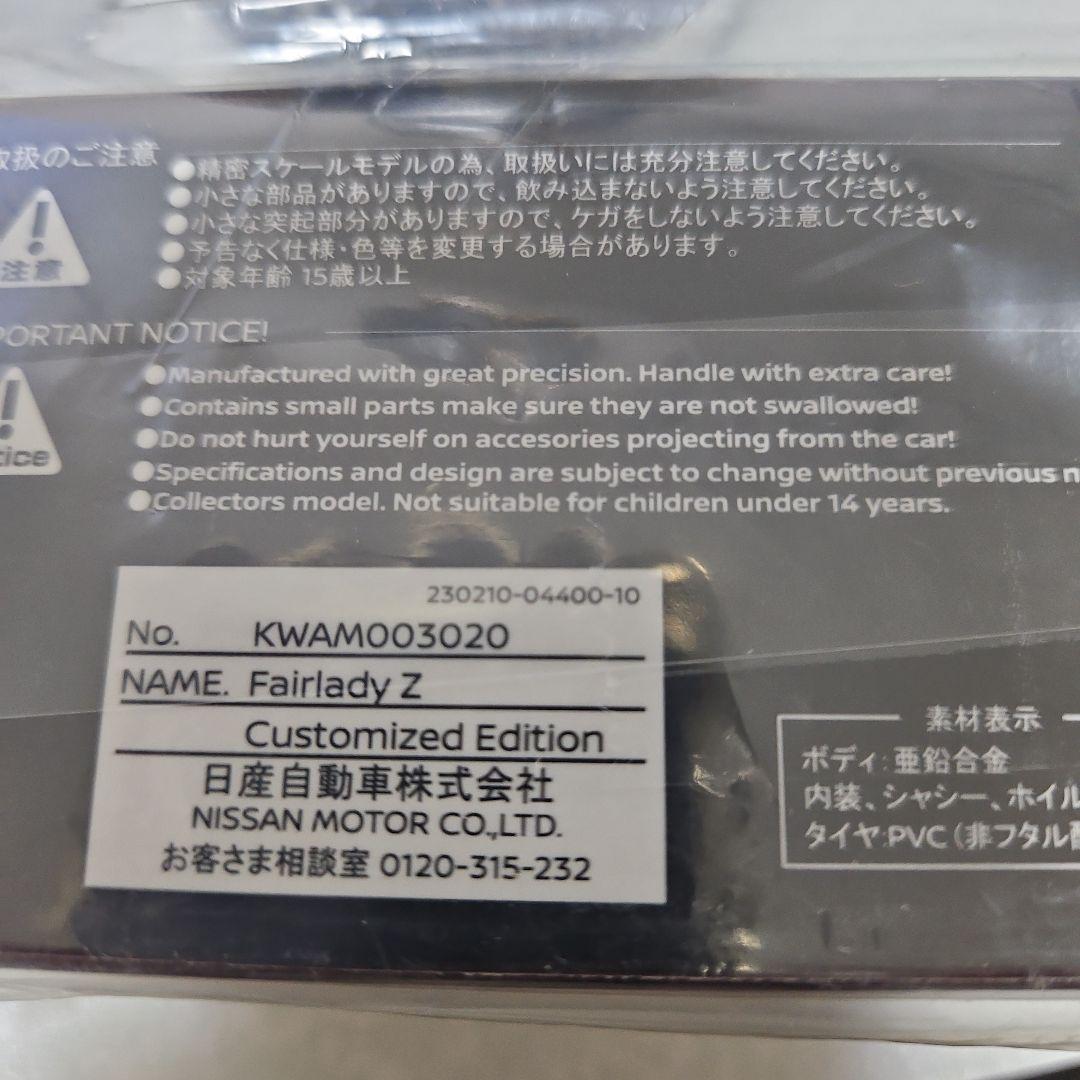 取扱のご注意
●精密スケールモデルの為、取扱いには充分注意してください。
●小さな部品がありますので、飲み込まないよう注意してください。
●小さな突起部分がありますので、ケガをしないよう注意してください。
●予告なく仕様・色等を変更する場合があります。
●対象年齢 15歳以上
注意
PORTANT NOTICE!
●Manufactured with great precision. Handle with extra care!
●Contains small parts make sure they are not swallowed!
●Do not hurt yourself on accesories projecting from the car!
●Specifications and design are subject to change without previous n
●Collectors model. Not suitable for children under 14 years.
tice
230210-04400-10
No. KWAM003020
NAME. Fairlady Z
Customized Edition
日産自動車株式会社
NISSAN MOTOR CO.,LTD.
お客さま相談室 0120-315-232
素材表示
ボディ:亜鉛合金
内装、シャシー、ホイル
タイヤ:PVC(非フタル